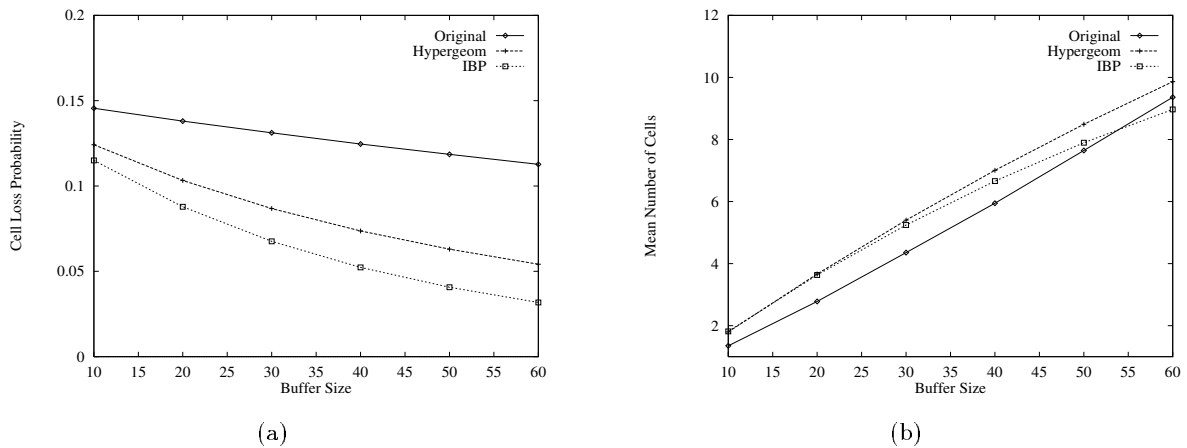 0.2
0.15
0.1
0.05
0
Cell Loss Probability
Original
Hypergeom
IBP
10 15 20 25 30 35 40 45 50 55 60
Buffer Size
(a)
12
10
8
6
4
2
Mean Number of Cells
Original
Hypergeom
IBP
10 15 20 25 30 35 40 45 50 55 60
Buffer Size
(b)